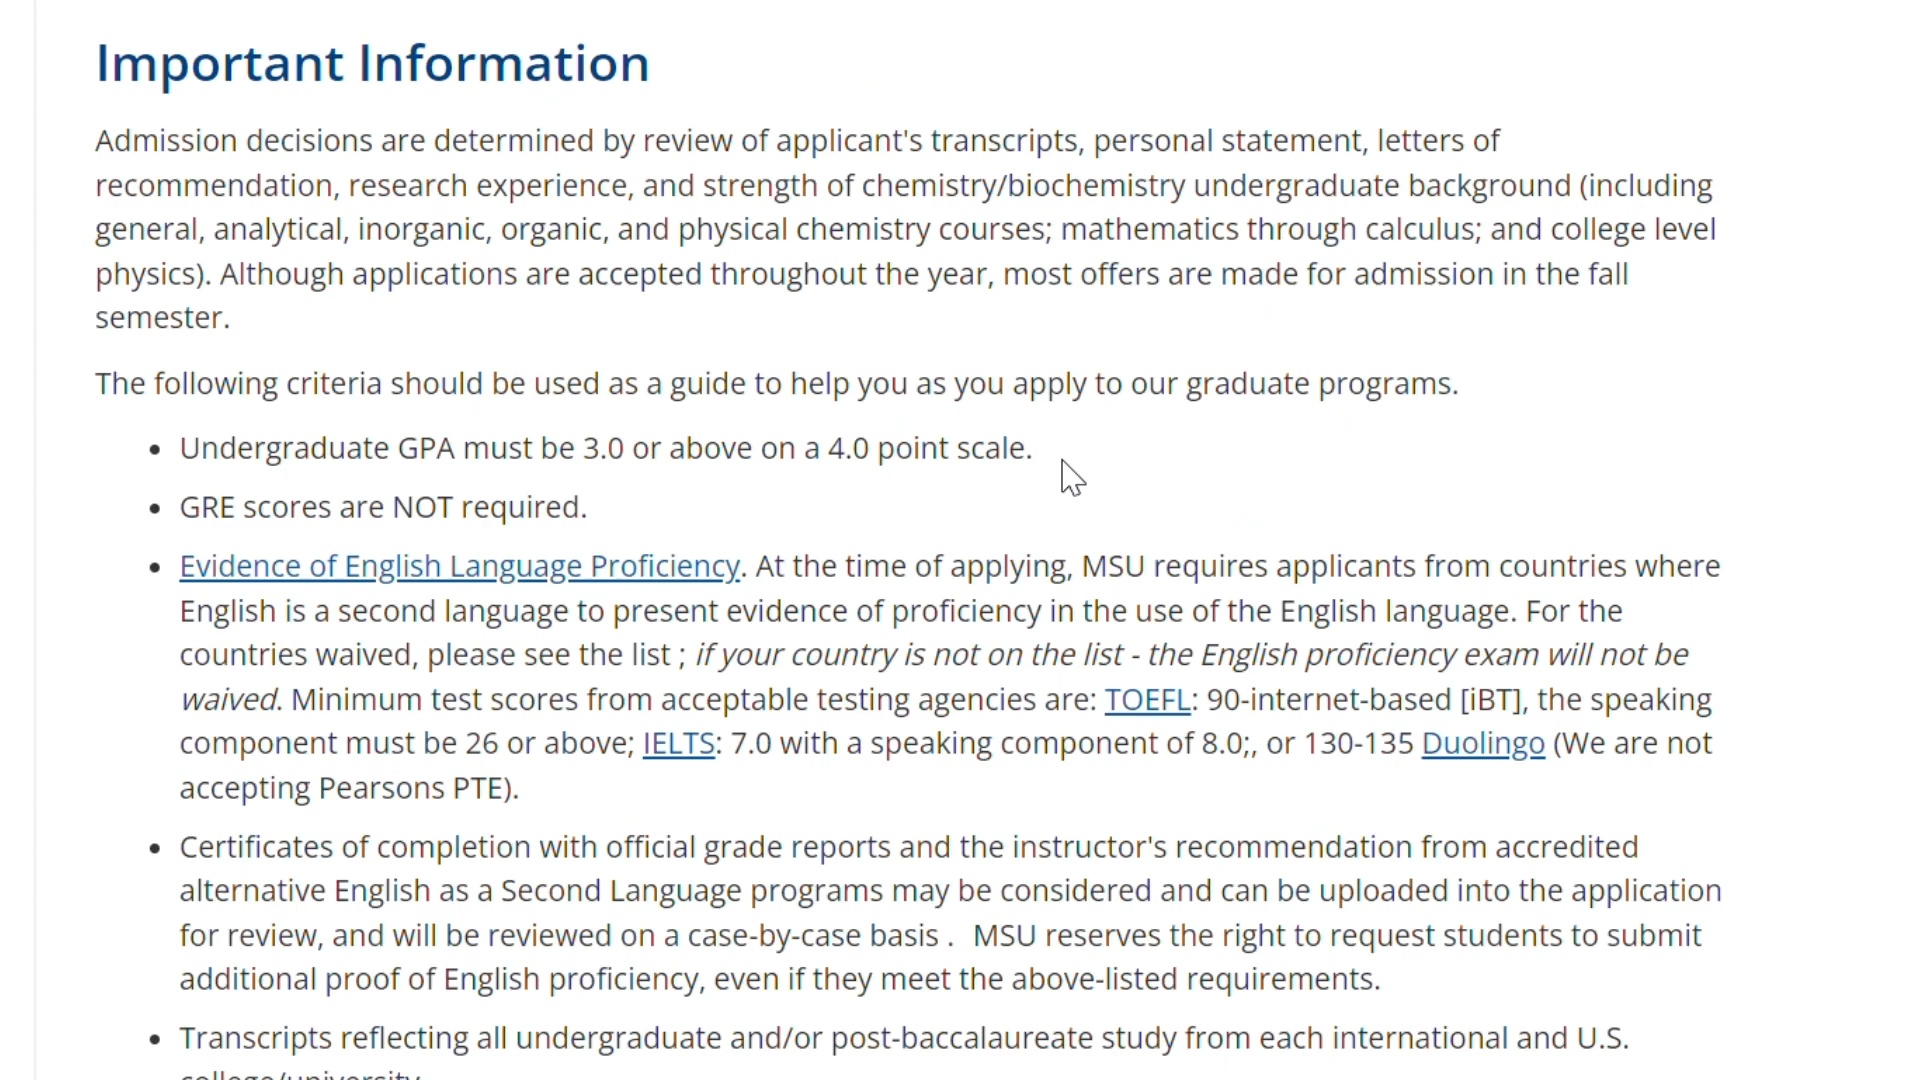 Important Information
Admission decisions are determined by review of applicant's transcripts, personal statement, letters of
recommendation, research experience, and strength of chemistry/biochemistry undergraduate background (including
general, analytical, inorganic, organic, and physical chemistry courses; mathematics through calculus; and college level
physics). Although applications are accepted throughout the year, most offers are made for admission in the fall
semester.
The following criteria should be used as a guide to help you as you apply to our graduate programs.
• Undergraduate GPA must be 3.0 or above on a 4.0 point scale.
• GRE scores are NOT required.
• Evidence of English Language Proficiency. At the time of applying, MSU requires applicants from countries where
English is a second language to present evidence of proficiency in the use of the English language. For the
countries waived, please see the list ; if your country is not on the list - the English proficiency exam will not be
waived. Minimum test scores from acceptable testing agencies are: TOEFL: 90-internet-based [iBT], the speaking
component must be 26 or above; IELTS: 7.0 with a speaking component of 8.0;, or 130-135 Duolingo (We are not
accepting Pearsons PTE).
• Certificates of completion with official grade reports and the instructor's recommendation from accredited
alternative English as a Second Language programs may be considered and can be uploaded into the application
for review, and will be reviewed on a case-by-case basis .  MSU reserves the right to request students to submit
additional proof of English proficiency, even if they meet the above-listed requirements.
• Transcripts reflecting all undergraduate and/or post-baccalaureate study from each international and U.S.
college/university